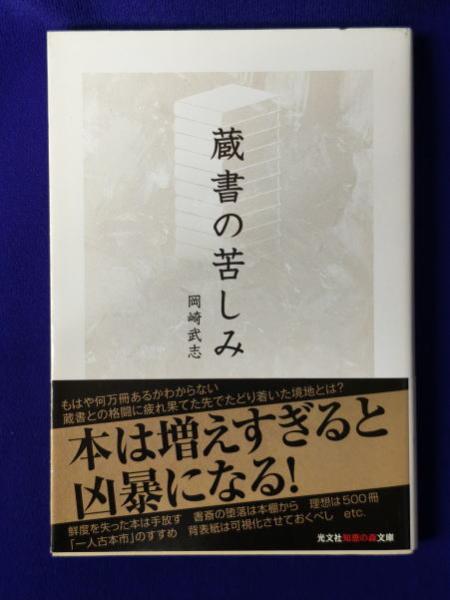 蔵書の苦しみ
岡崎武志
もはや何万冊あるかわからない
蔵書との格闘に疲れ果てた先でたどり着いた境地とは?
本は増えすぎると
凶暴になる!
鮮度を失った本は手放す 書斎の堕落は本棚から 理想は500冊
「一人古本市」のすすめ 背表紙は可視化させておくべし etc.
光文社知恵の森文庫